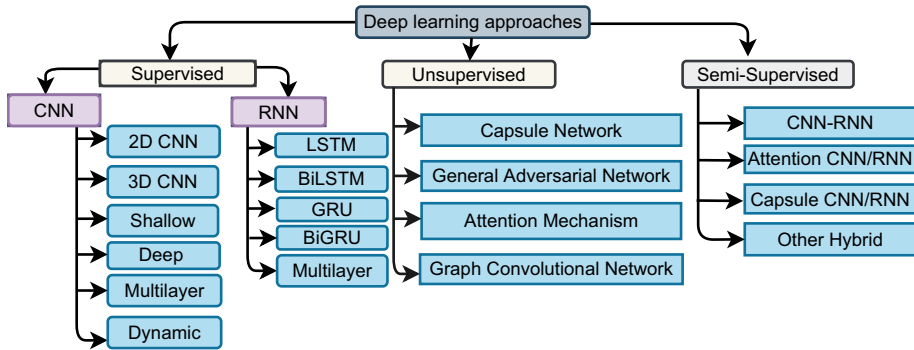 Deep learning approaches
Supervised
Unsupervised
Semi-Supervised
CNN
RNN
2D CNN
3D CNN
Shallow
Deep
Multilayer
Dynamic
LSTM
BiLSTM
GRU
BiGRU
Multilayer
Capsule Network
General Adversarial Network
Attention Mechanism
Graph Convolutional Network
CNN-RNN
Attention CNN/RNN
Capsule CNN/RNN
Other Hybrid